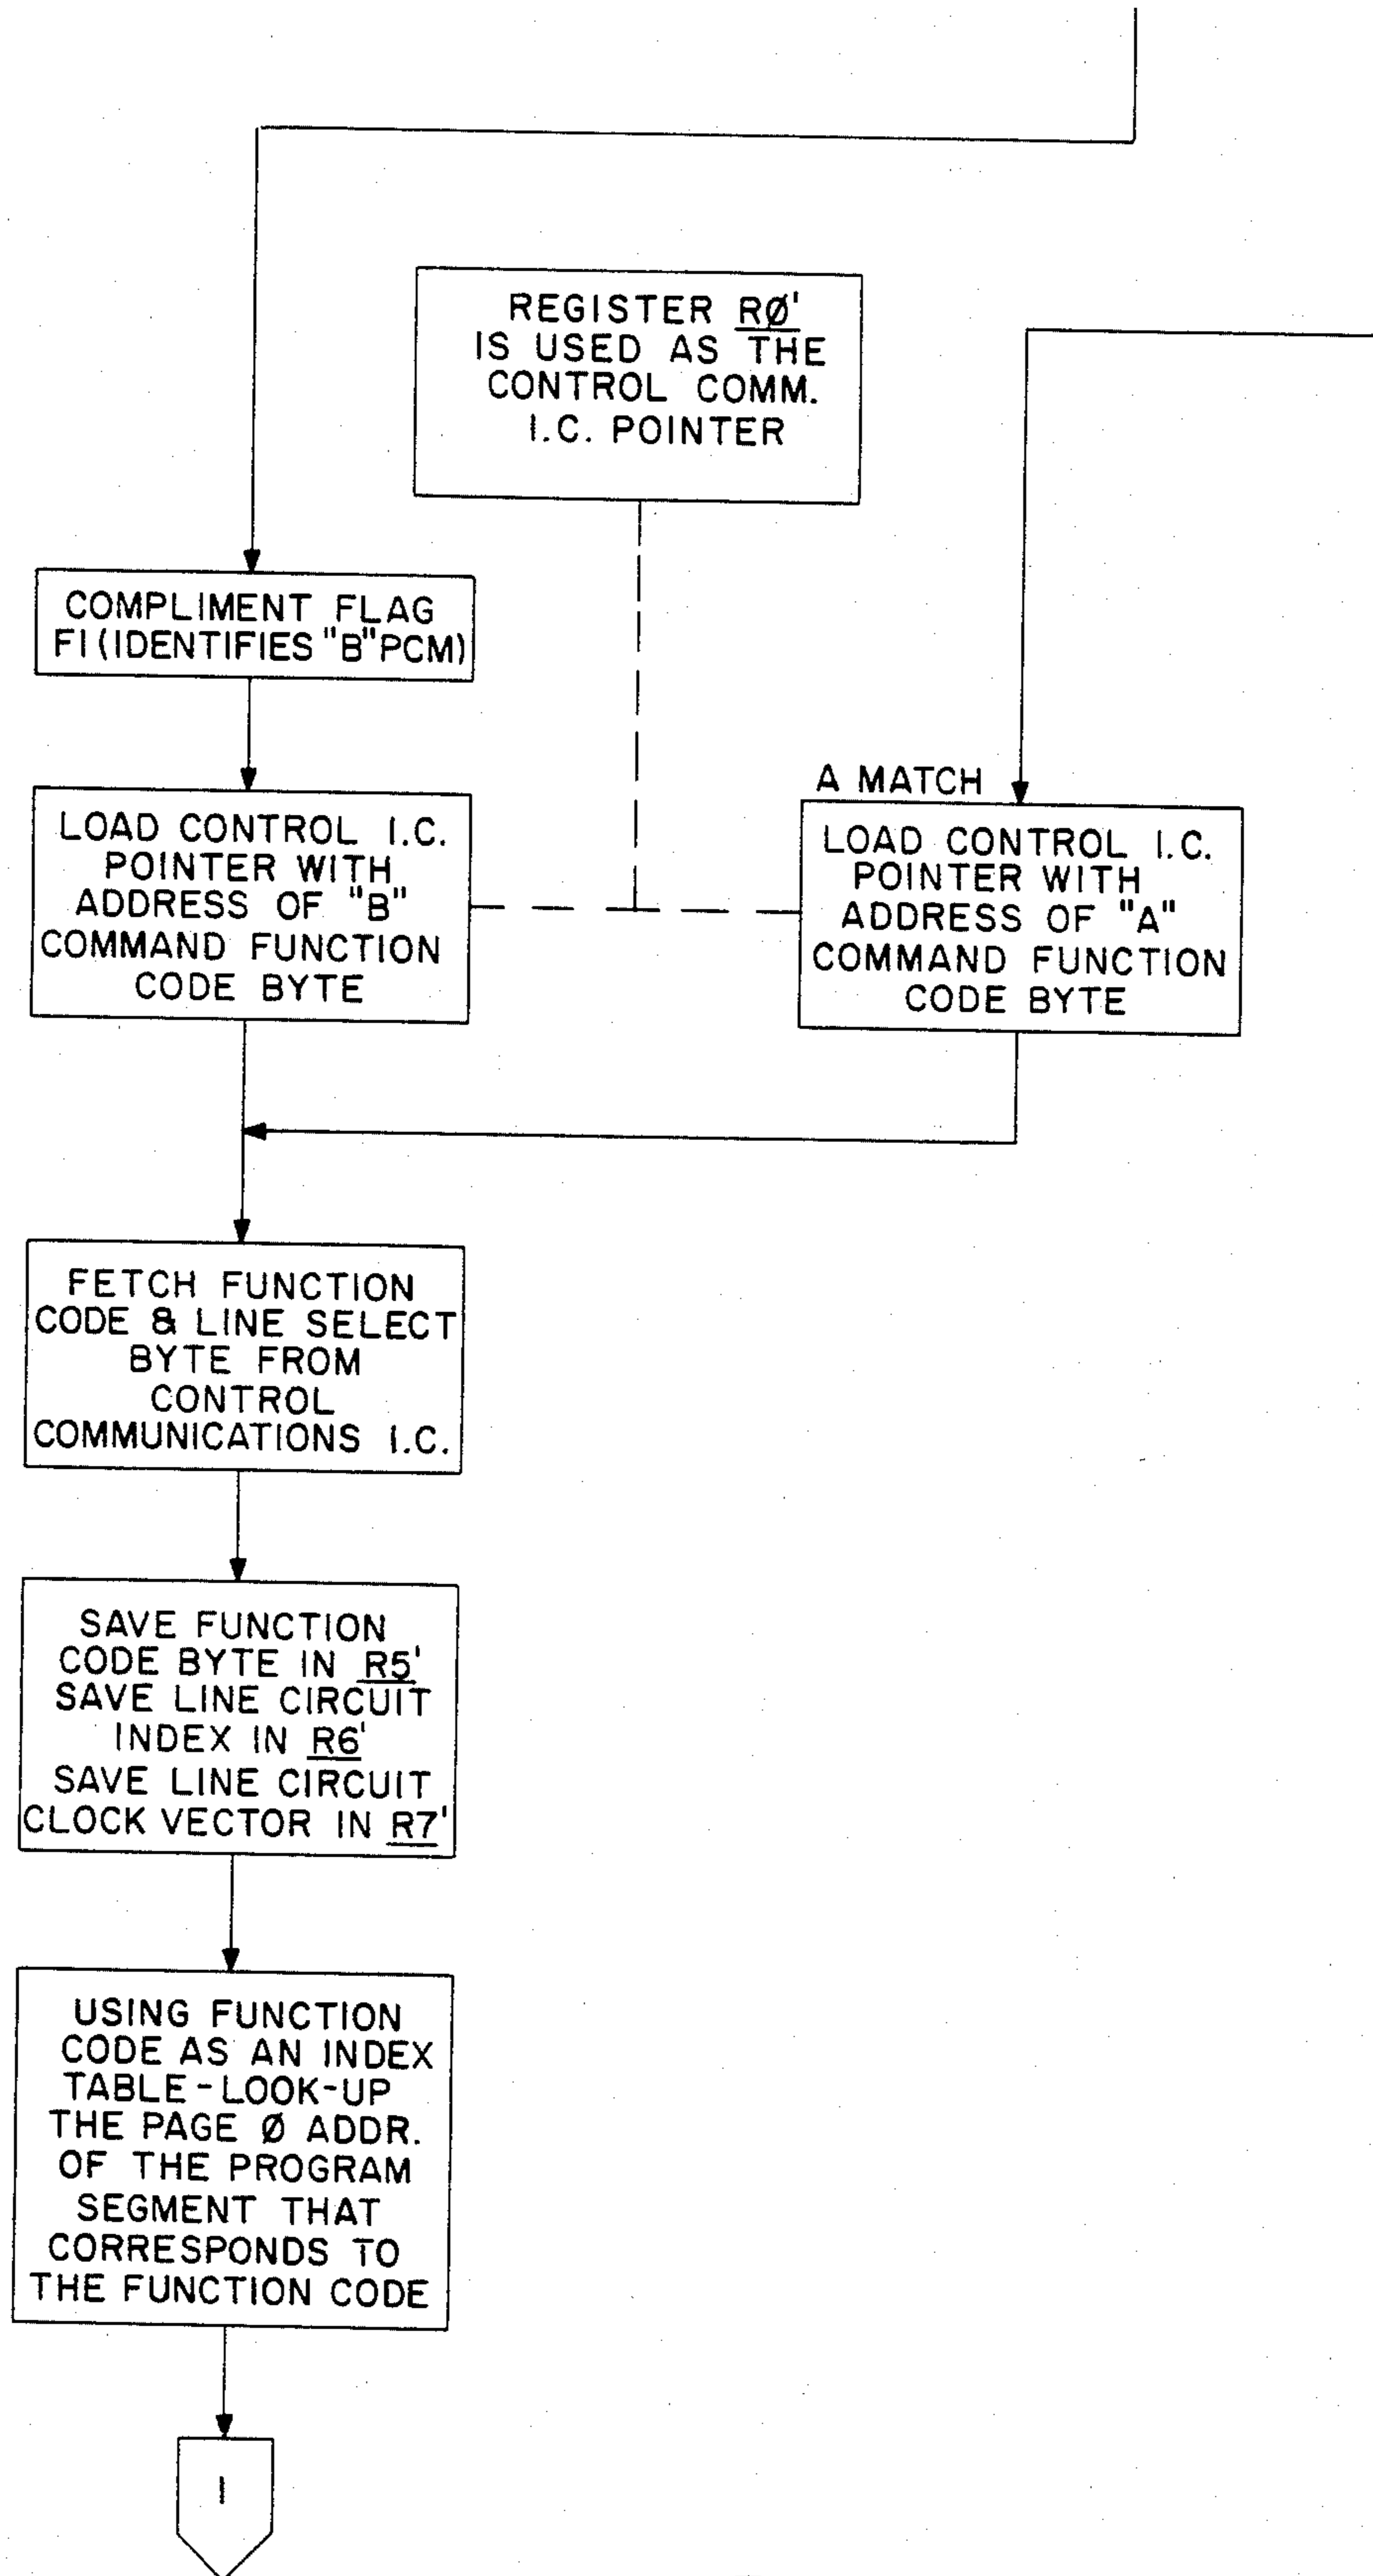 REGISTER RØ'
IS USED AS THE
CONTROL COMM.
I.C. POINTER
COMPLIMENT FLAG
F1 (IDENTIFIES "B" PCM)
LOAD CONTROL I.C.
POINTER WITH
ADDRESS OF "B"
COMMAND FUNCTION
CODE BYTE
A MATCH
LOAD CONTROL I.C.
POINTER WITH
ADDRESS OF "A"
COMMAND FUNCTION
CODE BYTE
FETCH FUNCTION
CODE & LINE SELECT
BYTE FROM
CONTROL
COMMUNICATIONS I.C.
SAVE FUNCTION
CODE BYTE IN R5'
SAVE LINE CIRCUIT
INDEX IN R6'
SAVE LINE CIRCUIT
CLOCK VECTOR IN R7'
USING FUNCTION
CODE AS AN INDEX
TABLE-LOOK-UP
THE PAGE Ø ADDR.
OF THE PROGRAM
SEGMENT THAT
CORRESPONDS TO
THE FUNCTION CODE
1